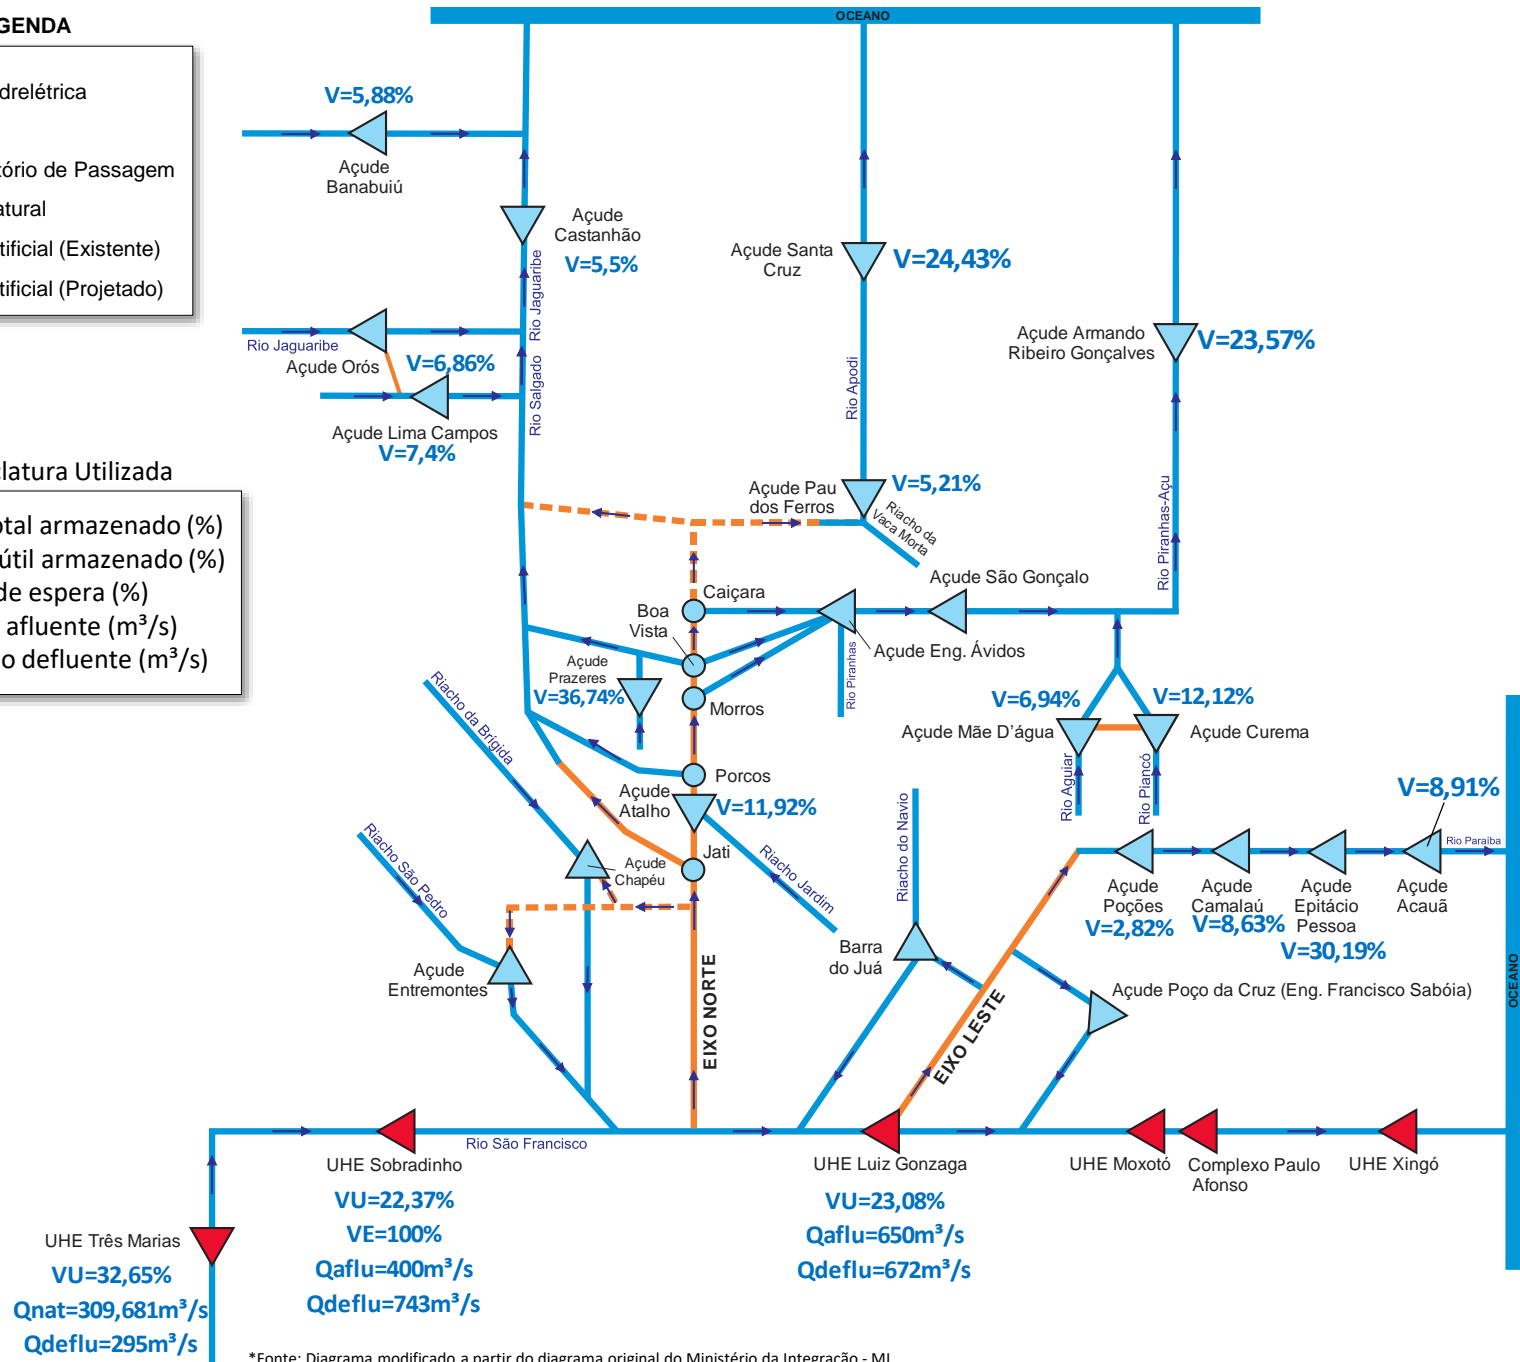 OCEANO
GENDA
drelétrica
tório de Passagem
atural
tificial (Existente)
tificial (Projetado)
V=5,88%
Açude
Banabuiú
Açude
Castanhão
V=5,5%
Rio Jaguaribe
Açude Santa
Cruz
V=24,43%
Açude Armando
Ribeiro Gonçalves
V=23,57%
Rio Jaguaribe
Açude Orós
V=6,86%
Rio Salgado
Rio Apodi
Açude Lima Campos
V=7,4%
clatura Utilizada
otal armazenado (%)
útil armazenado (%)
de espera (%)
afluente (m³/s)
o defluente (m³/s)
Açude Pau
dos Ferros
V=5,21%
Riacho da
Vaca Morta
Rio Piranhas-Açu
Açude São Gonçalo
Caiçara
Boa
Vista
Açude Eng. Ávidos
Rio Piranhas
Açude
Prazeres
V=36,74%
Morros
Riacho da Brígida
V=6,94%
V=12,12%
Açude Mãe D'água
Açude Curema
Rio Aguiar
Rio Piancó
Porcos
Açude
Atalho
V=11,92%
Riacho do Navio
V=8,91%
Riacho São Pedro
Açude
Chapéu
Jati
Riacho Jardim
Rio Paraiba
Açude
Poções
V=2,82%
Açude
Camalaú
V=8,63%
Açude
Epitácio
Pessoa
V=30,19%
Açude
Acauã
Barra
do Juá
Açude
Entremontes
EIXO NORTE
EIXO LESTE
Açude Poço da Cruz (Eng. Francisco Sabóia)
OCEANO
Rio São Francisco
UHE Sobradinho
VU=22,37%
VE=100%
Qaflu=400m³/s
Qdeflu=743m³/s
UHE Luiz Gonzaga
VU=23,08%
Qaflu=650m³/s
Qdeflu=672m³/s
UHE Moxotó
Complexo Paulo
Afonso
UHE Xingó
UHE Três Marias
VU=32,65%
Qnat=309,681m³/s
Qdeflu=295m³/s
*Fonte: Diagrama modificado a partir do diagrama original do Ministério da Integração - MI